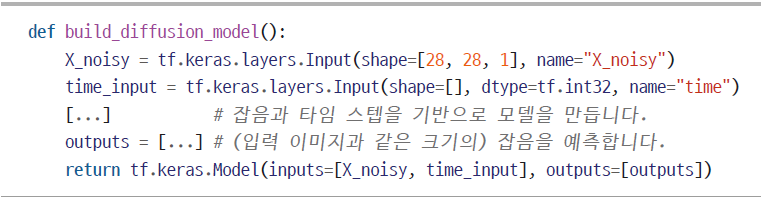 def build_diffusion_model():
    X_noisy = tf.keras.layers.Input(shape=[28, 28, 1], name="X_noisy")
    time_input = tf.keras.layers.Input(shape=[], dtype=tf.int32, name="time")
    [...]          # 잡음과 타임 스텝을 기반으로 모델을 만듭니다.
    outputs = [...] # (입력 이미지과 같은 크기의) 잡음을 예측합니다.
    return tf.keras.Model(inputs=[X_noisy, time_input], outputs=[outputs])